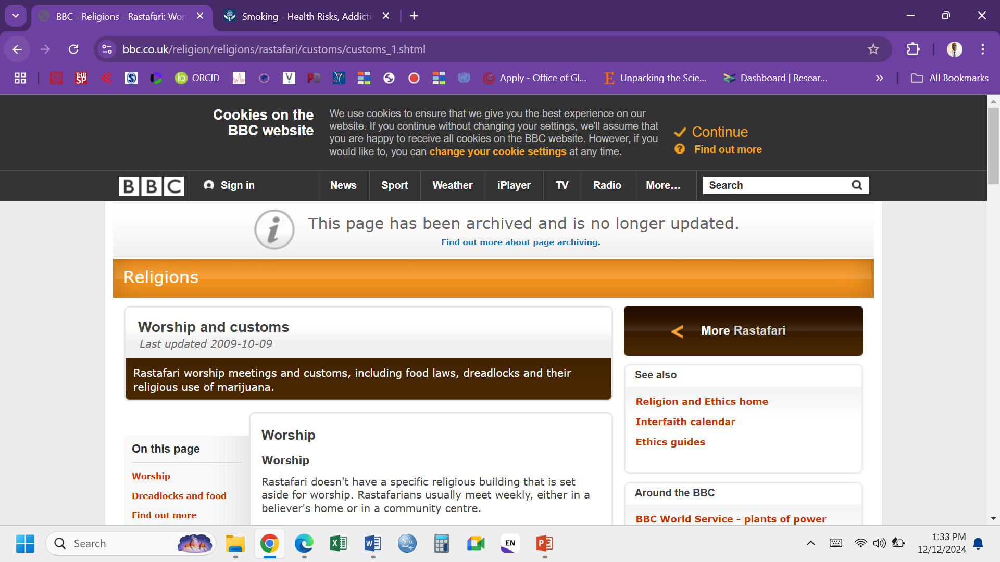 BBC - Religions - Rastafari: Wor
Smoking - Health Risks, Addicti
bbc.co.uk/religion/religions/rastafari/customs/customs_1.shtml
THE SP
S
iD ORCID
Y
PD
Apply - Office of Gl...
E Unpacking the Scie...
Dashboard | Resear...
All Bookmarks
Cookies on the
BBC website
We use cookies to ensure that we give you the best experience on our
website. If you continue without changing your settings, we'll assume that
you are happy to receive all cookies on the BBC website. However, if you
would like to, you can change your cookie settings at any time.
Continue
? Find out more
BBC
Sign in
News
Sport
Weather
iPlayer
TV
Radio
More...
Search
i
This page has been archived and is no longer updated.
Find out more about page archiving.
Religions
Worship and customs
Last updated 2009-10-09
Rastafari worship meetings and customs, including food laws, dreadlocks and their
religious use of marijuana.
On this page
Worship
Dreadlocks and food
Find out more
Worship
Worship
Rastafari doesn't have a specific religious building that is set
aside for worship. Rastafarians usually meet weekly, either in a
believer's home or in a community centre.
< More Rastafari
See also
Religion and Ethics home
Interfaith calendar
Ethics guides
Around the BBC
BBC World Service - plants of power
Search
EN
1:33 PM
12/12/2024